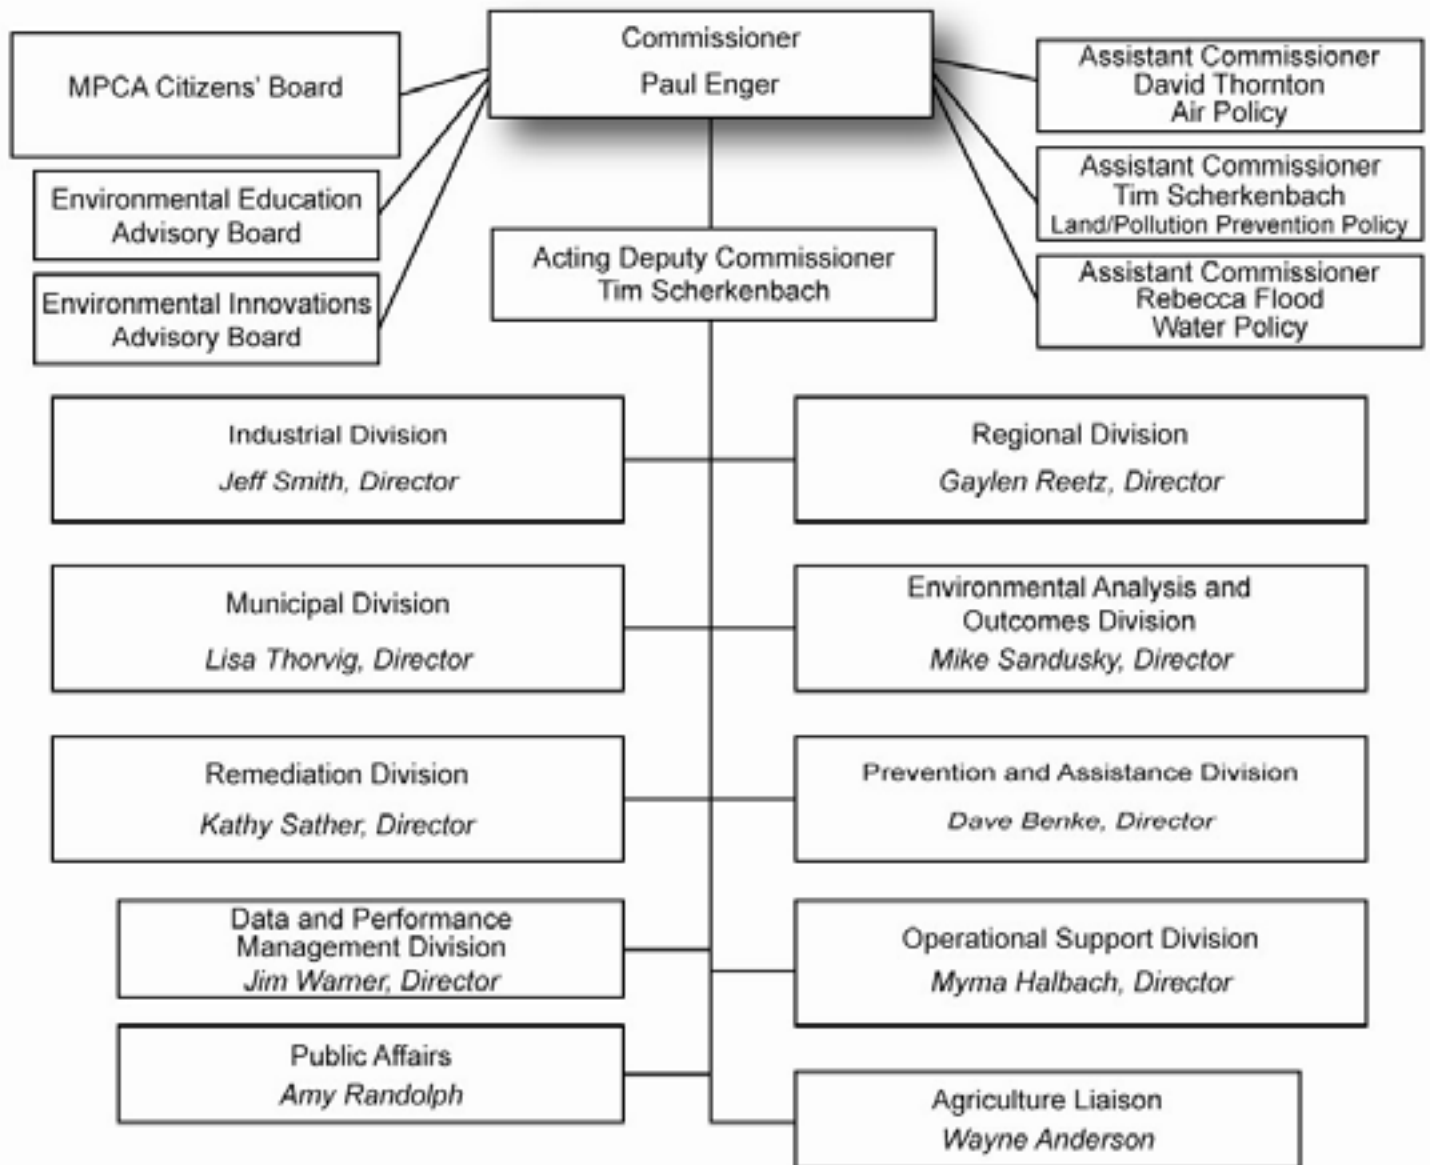 Commissioner
Paul Enger
MPCA Citizens' Board
Environmental Education
Advisory Board
Environmental Innovations
Advisory Board
Assistant Commissioner
David Thornton
Air Policy
Assistant Commissioner
Tim Scherkenbach
Land/Pollution Prevention Policy
Assistant Commissioner
Rebecca Flood
Water Policy
Acting Deputy Commissioner
Tim Scherkenbach
Industrial Division
Jeff Smith, Director
Regional Division
Gaylen Reetz, Director
Municipal Division
Lisa Thorvig, Director
Environmental Analysis and
Outcomes Division
Mike Sandusky, Director
Remediation Division
Kathy Sather, Director
Prevention and Assistance Division
Dave Benke, Director
Data and Performance
Management Division
Jim Warner, Director
Operational Support Division
Myrna Halbach, Director
Public Affairs
Amy Randolph
Agriculture Liaison
Wayne Anderson